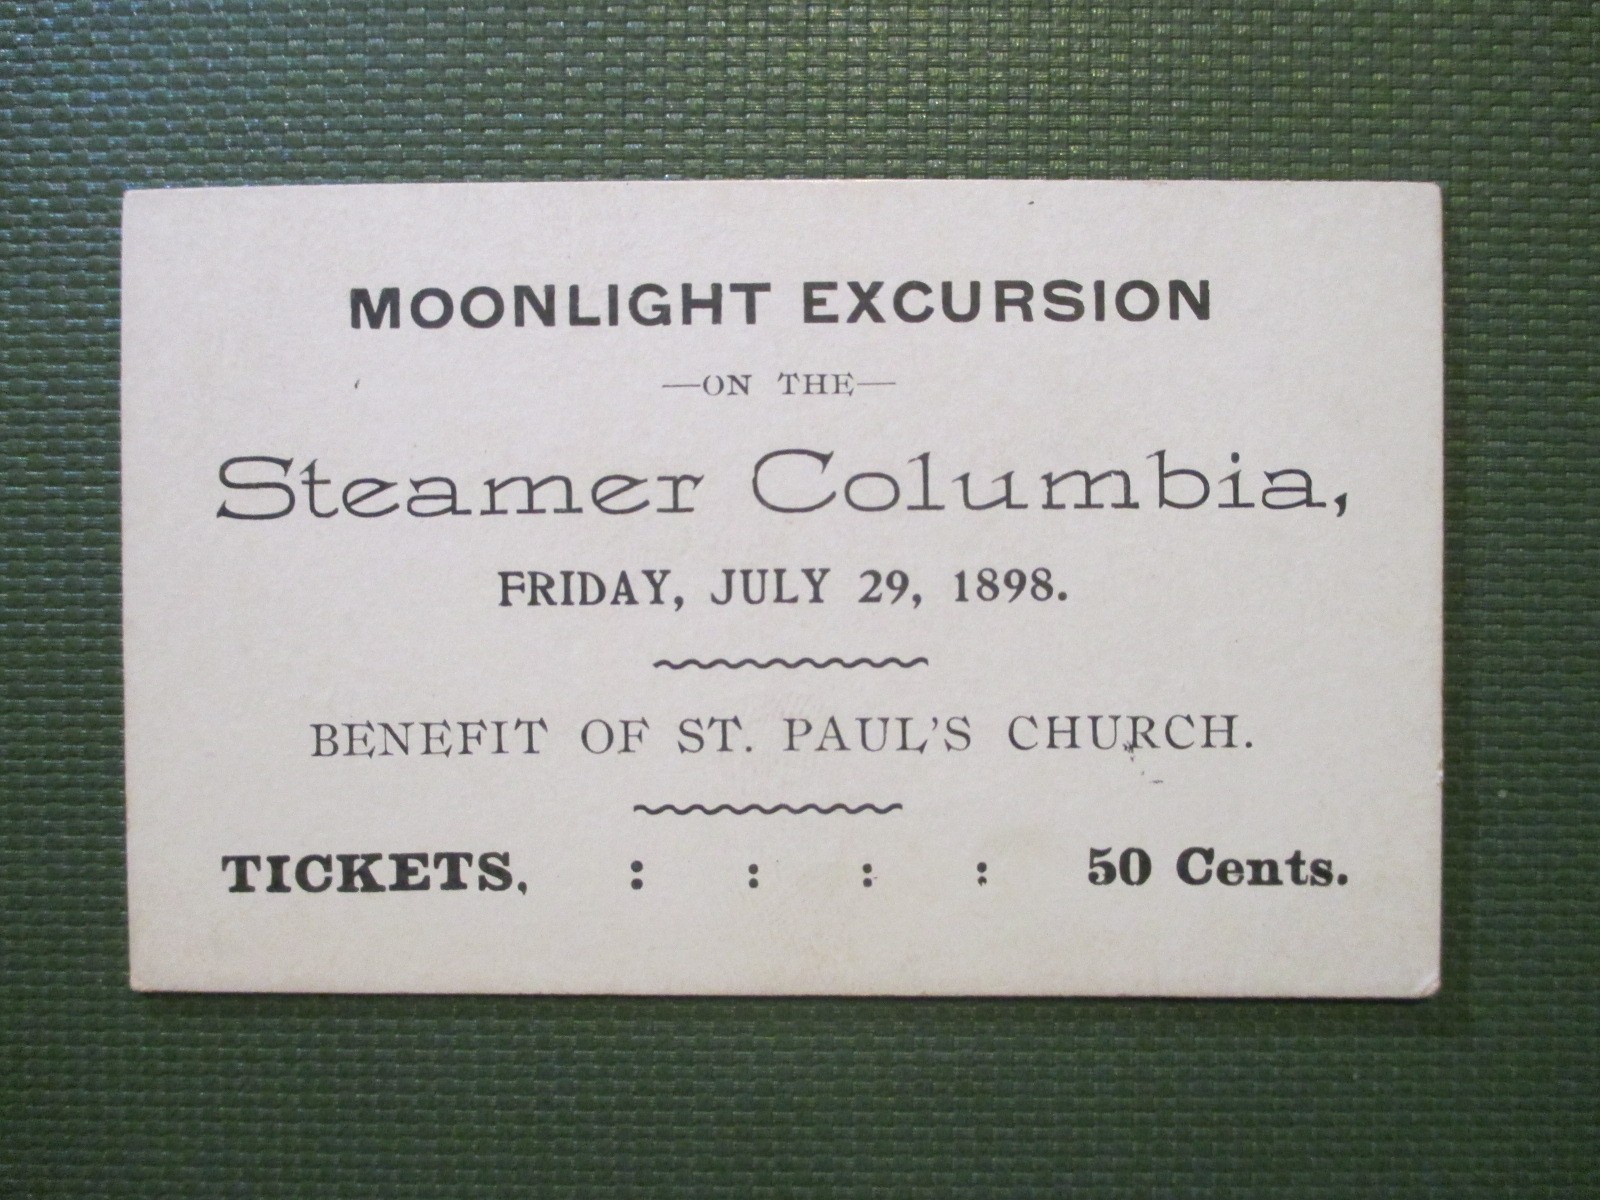 MOONLIGHT EXCURSION
—ON THE—
Steamer Columbia,
FRIDAY, JULY 29, 1898.
BENEFIT OF ST. PAUL'S CHURCH.
TICKETS, : : : : 50 Cents.